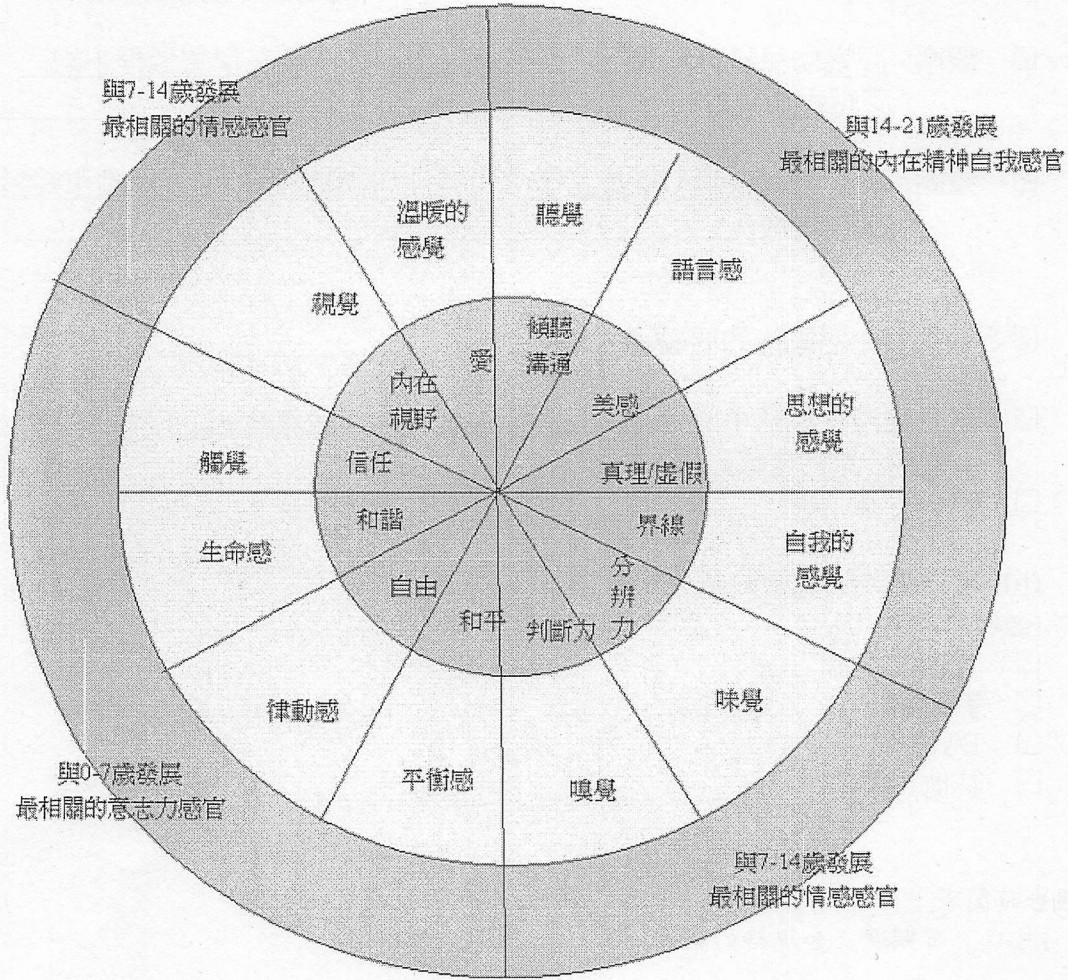 與7-14歲發展
最相關的情感感官
與14-21歲發展
最相關的內在精神自我感官
溫暖的
感覺
聽覺
語言感
視覺
思想的
感覺
觸覺
自我的
感覺
生命感
味覺
律動感
平衡感
嗅覺
愛
傾聽
溝通
內在
視野
美感
信任
真理/虛假
和諧
界線
自由
分
辨
力
和平
判斷力
與0-7歲發展
最相關的意志力感官
與7-14歲發展
最相關的情感感官